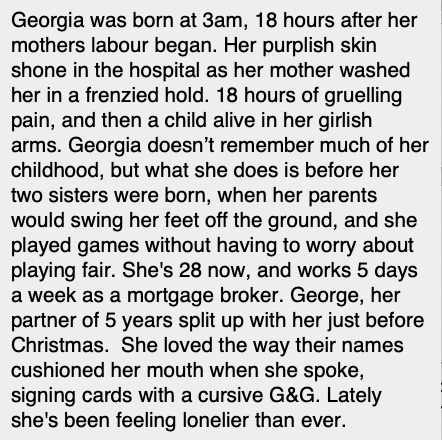 Georgia was born at 3am, 18 hours after her
mothers labour began. Her purplish skin
shone in the hospital as her mother washed
her in a frenzied hold. 18 hours of gruelling
pain, and then a child alive in her girlish
arms. Georgia doesn’t remember much of her
childhood, but what she does is before her
two sisters were born, when her parents
would swing her feet off the ground, and she
played games without having to worry about
playing fair. She's 28 now, and works 5 days
a week as a mortgage broker. George, her
partner of 5 years split up with her just before
Christmas.  She loved the way their names
cushioned her mouth when she spoke,
signing cards with a cursive G&G. Lately
she's been feeling lonelier than ever.